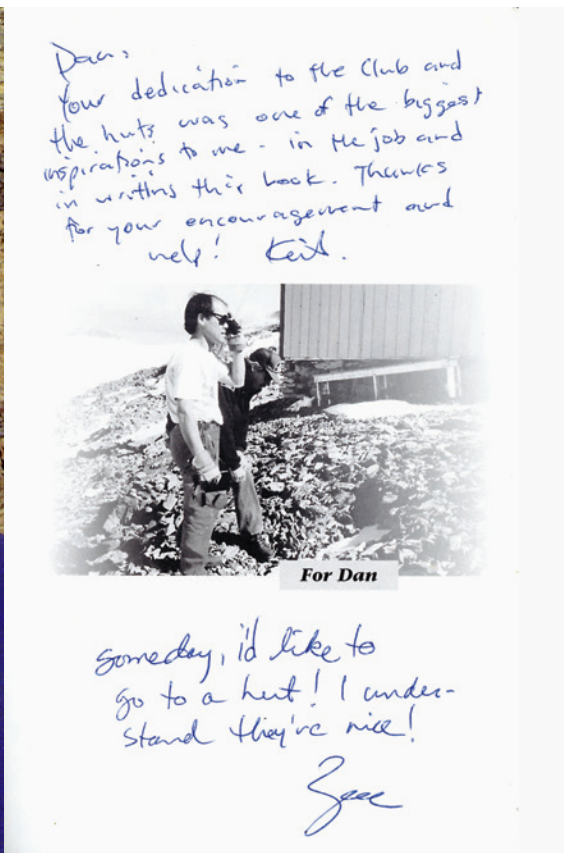 Dan,
Your dedication to the Club and
the huts was one of the biggest
inspirations to me - in the job and
in writing this book. Thanks
for your encouragement and
help! Keith.
For Dan
someday, i'd like to
go to a hut! I under-
stand they're nice!